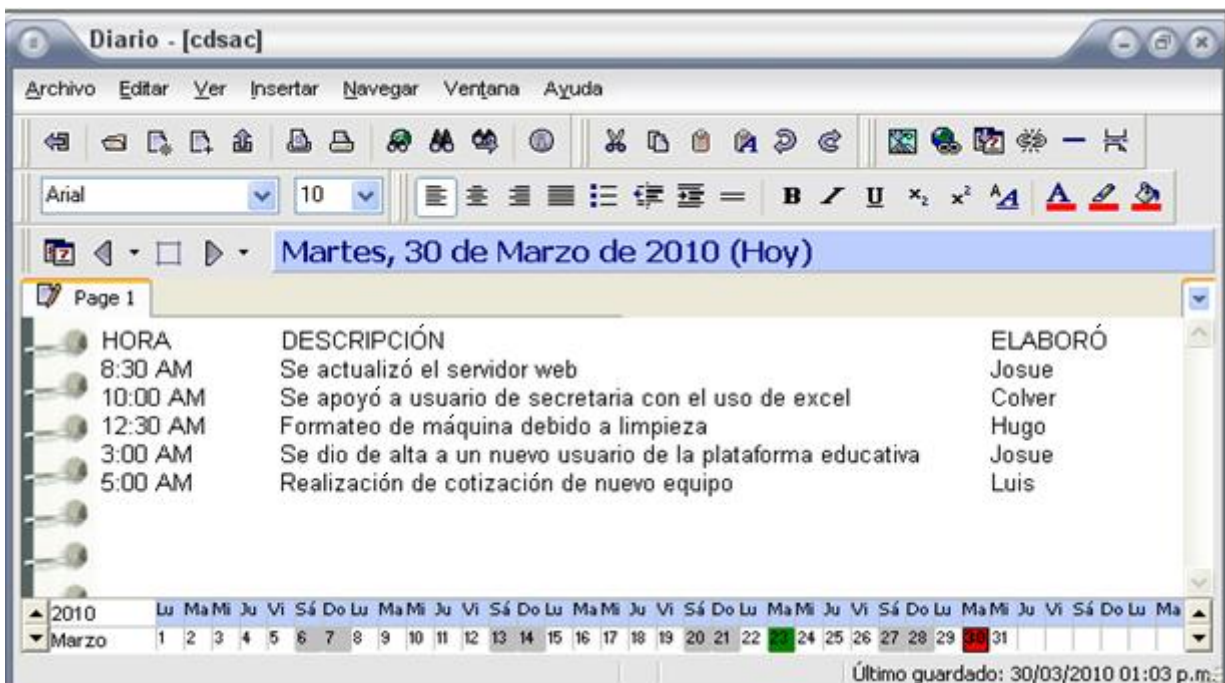 Diario - [cdsac]
Archivo Editar Ver Insertar Navegar Ventana Ayuda
Arial 10 B U x₂ x² AA A
Martes, 30 de Marzo de 2010 (Hoy)
Page 1
HORA DESCRIPCIÓN ELABORÓ
8:30 AM Se actualizó el servidor web Josue
10:00 AM Se apoyó a usuario de secretaria con el uso de excel Colver
12:30 AM Formateo de máquina debido a limpieza Hugo
3:00 AM Se dio de alta a un nuevo usuario de la plataforma educativa Josue
5:00 AM Realización de cotización de nuevo equipo Luis
2010 Lu Ma Mi Ju Vi Sá Do Lu Ma Mi Ju Vi Sá Do Lu Ma Mi Ju Vi Sá Do Lu Ma Mi Ju Vi Sá Do Lu Ma Mi Ju Vi Sá Do Lu Ma
Marzo 1 2 3 4 5 6 7 8 9 10 11 12 13 14 15 16 17 18 19 20 21 22 23 24 25 26 27 28 29 30 31
Último guardado: 30/03/2010 01:03 p.m.